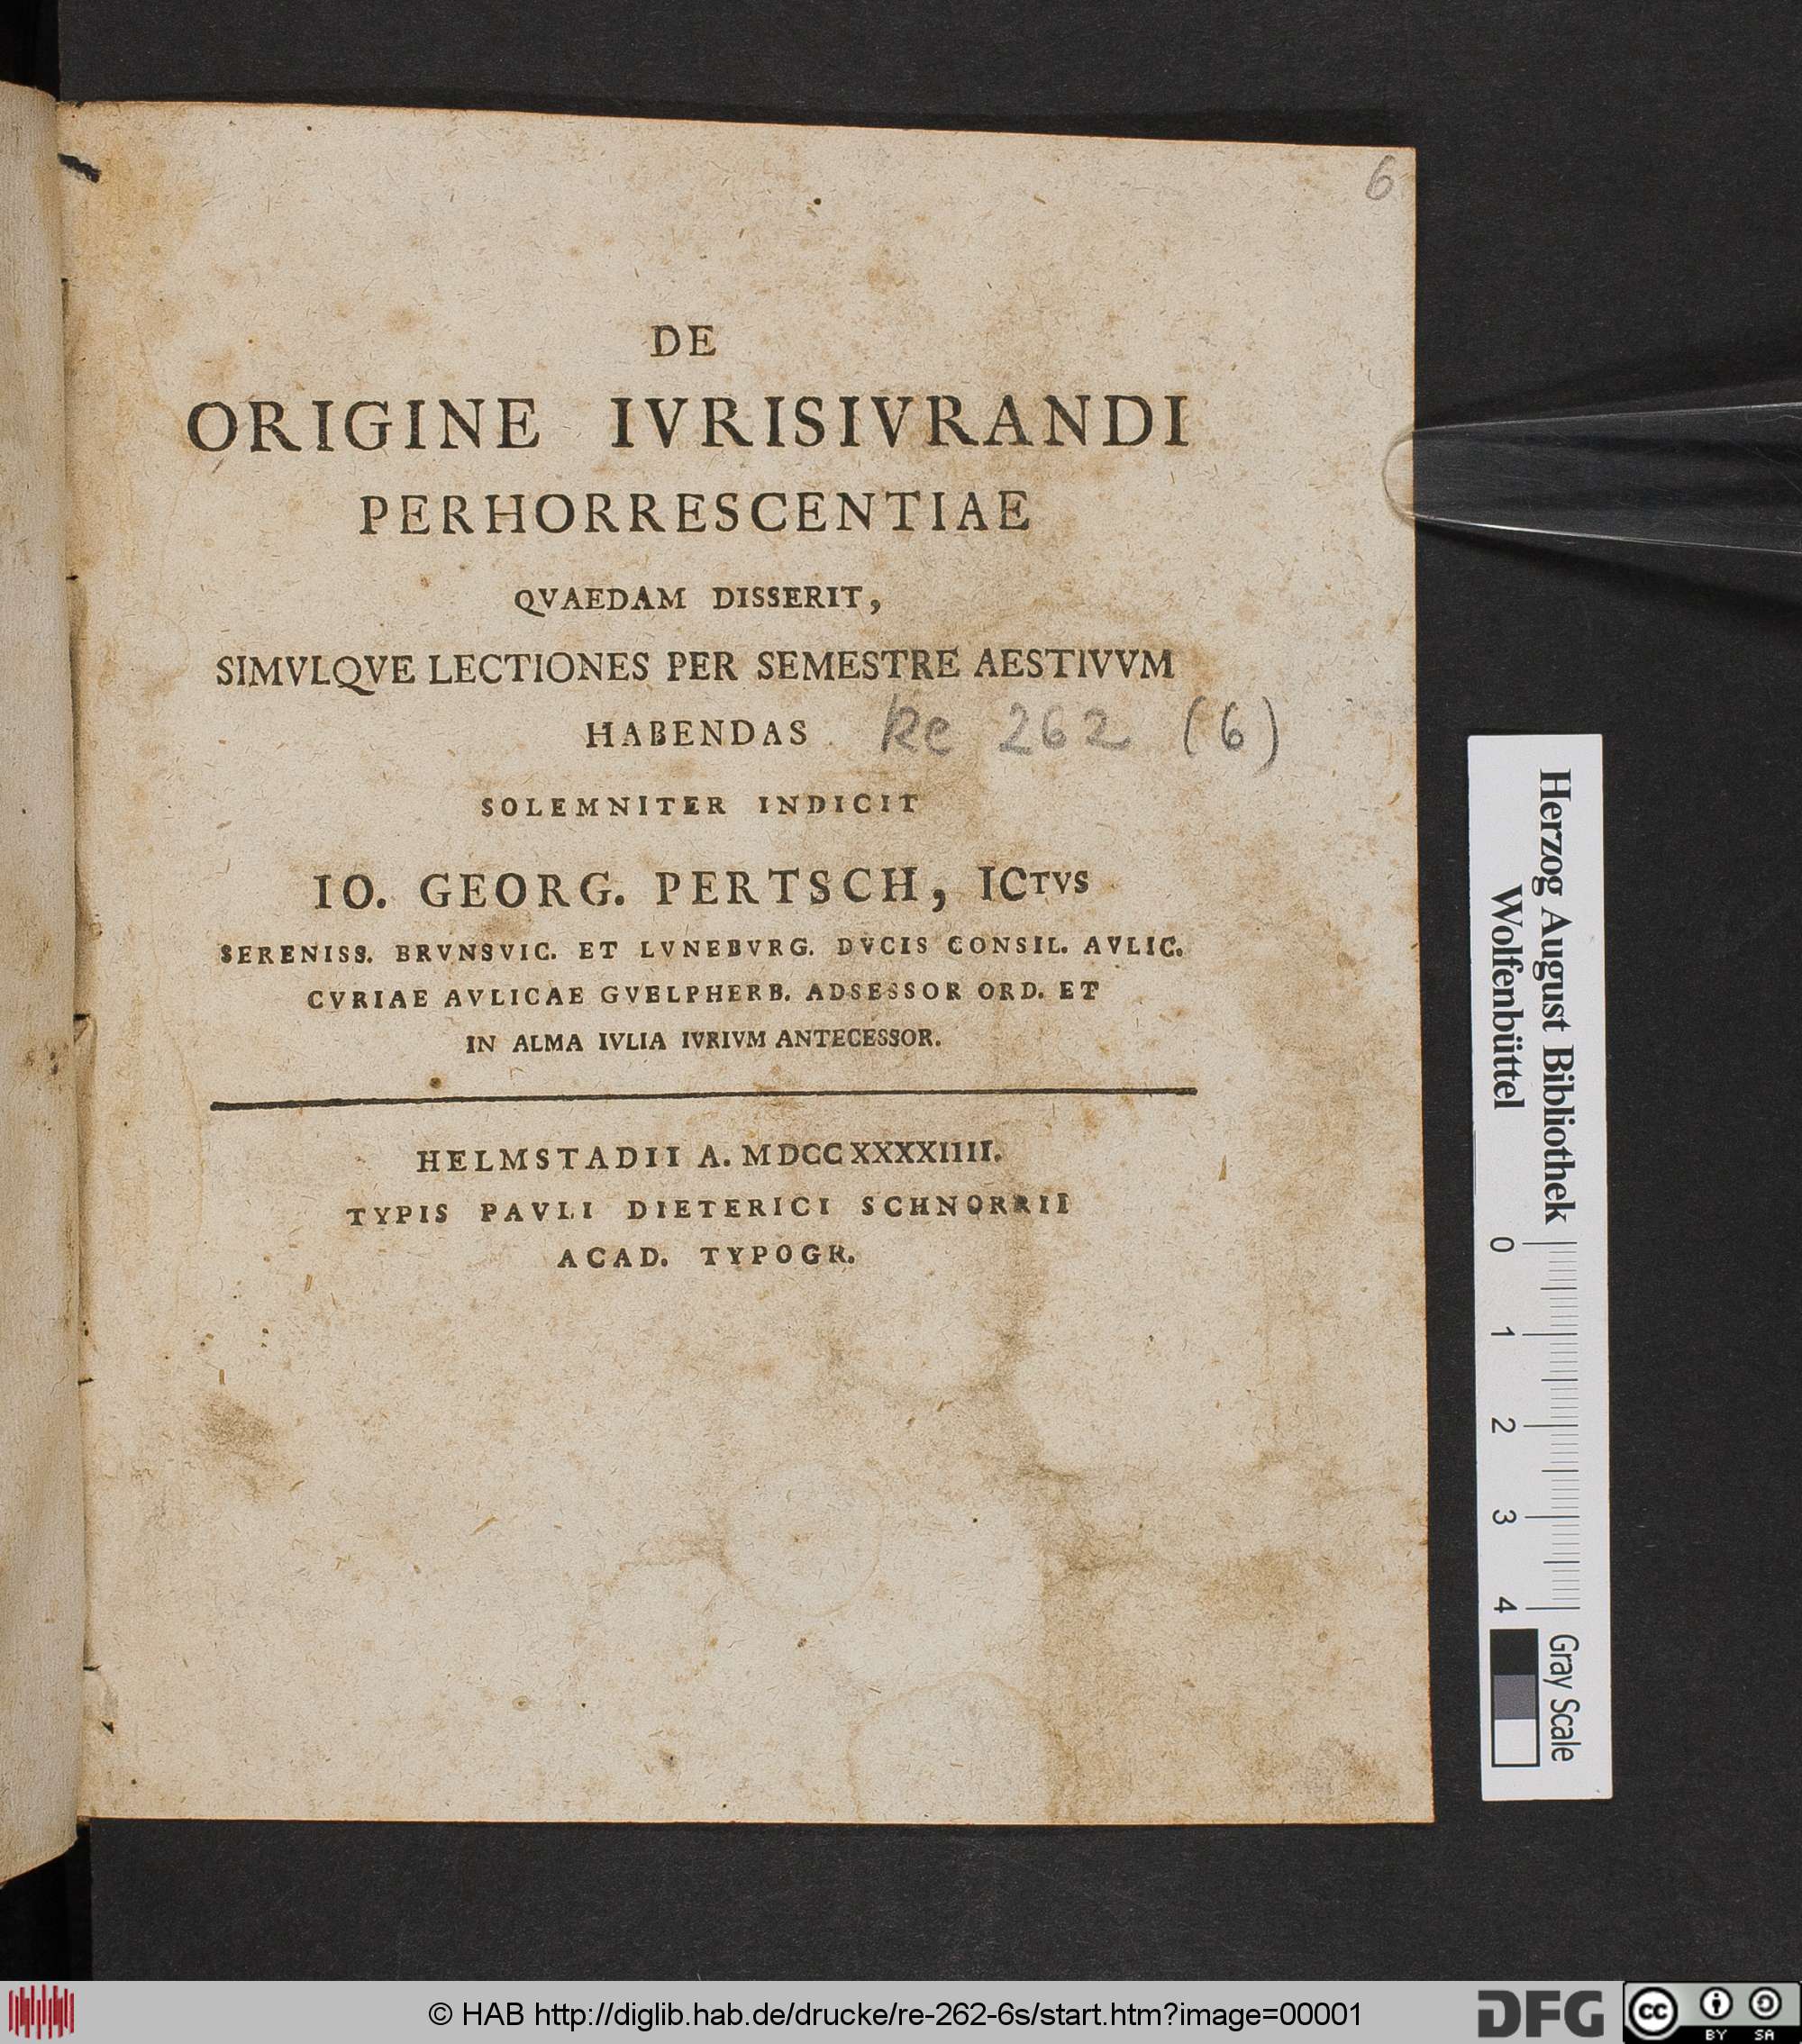 6
DE
ORIGINE IVRISIVRANDI
PERHORRESCENTIAE
QVAEDAM DISSERIT,
SIMVLQVE LECTIONES PER SEMESTRE AESTIVVM
HABENDAS Re 262 (6)
SOLEMNITER INDICIT
IO. GEORG. PERTSCH, ICTVS
SERENISS. BRVNSVIC. ET LVNEBVRG. DVCIS CONSIL. AVLIC.
CVRIAE AVLICAE GVELPHERB. ADSESSOR ORD. ET
IN ALMA IVLIA IVRIVM ANTECESSOR.
HELMSTADII A. MDCCXXXXIIII.
TYPIS PAVLI DIETERICI SCHNORRII
ACAD. TYPOGR.
Herzog August Bibliothek
Wolfenbüttel
0 1 2 3 4
Gray Scale
© HAB http://diglib.hab.de/drucke/re-262-6s/start.htm?image=00001
DFG
cc BY SA